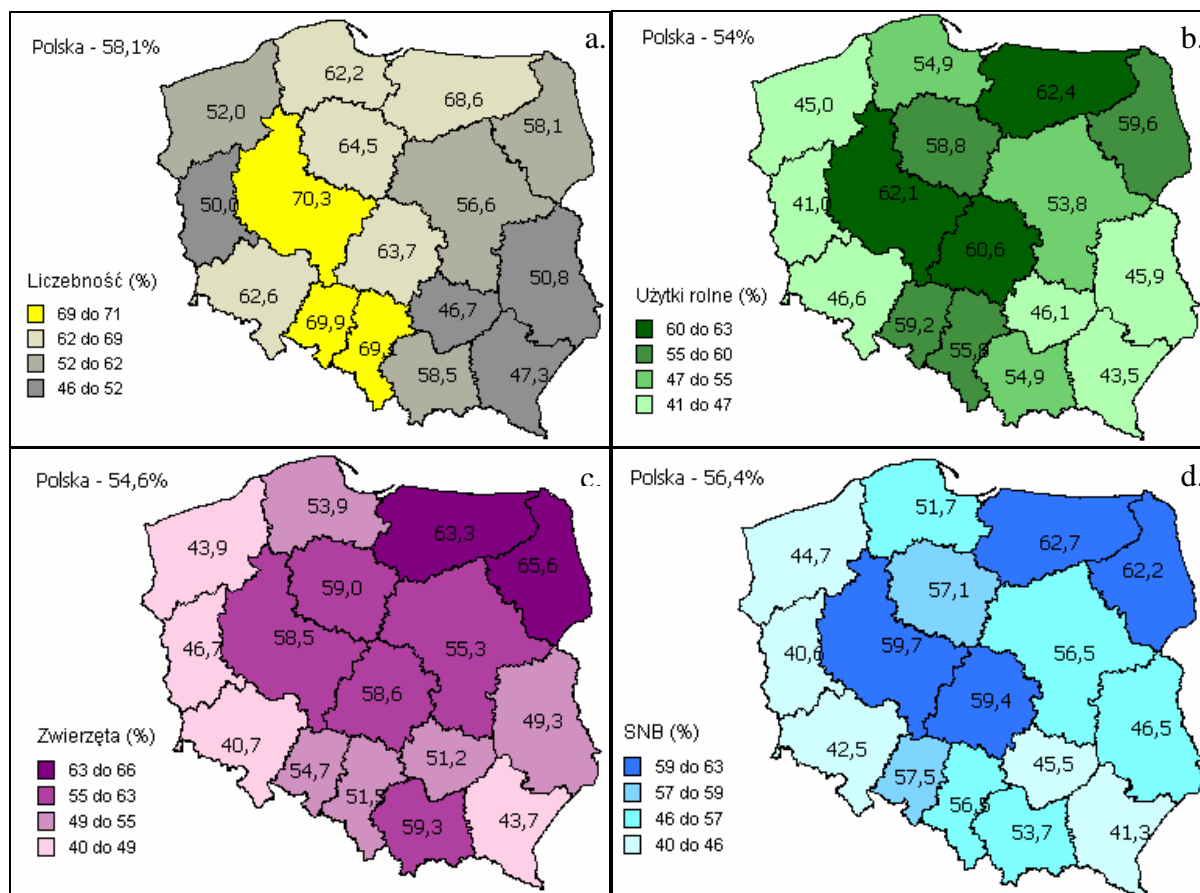 Polska - 58,1%
a.
62,2
68,6
52,0
58,1
64,5
50,0
70,3
56,6
63,7
50,8
62,6
46,7
69,9
69
58,5
47,3
Liczebność (%)
69 do 71
62 do 69
52 do 62
46 do 52
Polska - 54%
b.
54,9
62,4
45,0
59,6
58,8
41,0
62,1
53,8
60,6
45,9
46,6
46,1
59,2
54,9
43,5
Użytki rolne (%)
60 do 63
55 do 60
47 do 55
41 do 47
Polska - 54,6%
c.
53,9
63,3
43,9
65,6
59,0
46,7
58,5
55,3
58,6
49,3
40,7
51,2
54,7
59,3
43,7
Zwierzęta (%)
63 do 66
55 do 63
49 do 55
40 do 49
Polska - 56,4%
d.
51,7
62,7
44,7
62,2
57,1
40,6
59,7
56,5
59,4
46,5
42,5
45,5
57,5
53,7
41,3
SNB (%)
59 do 63
57 do 59
46 do 57
40 do 46